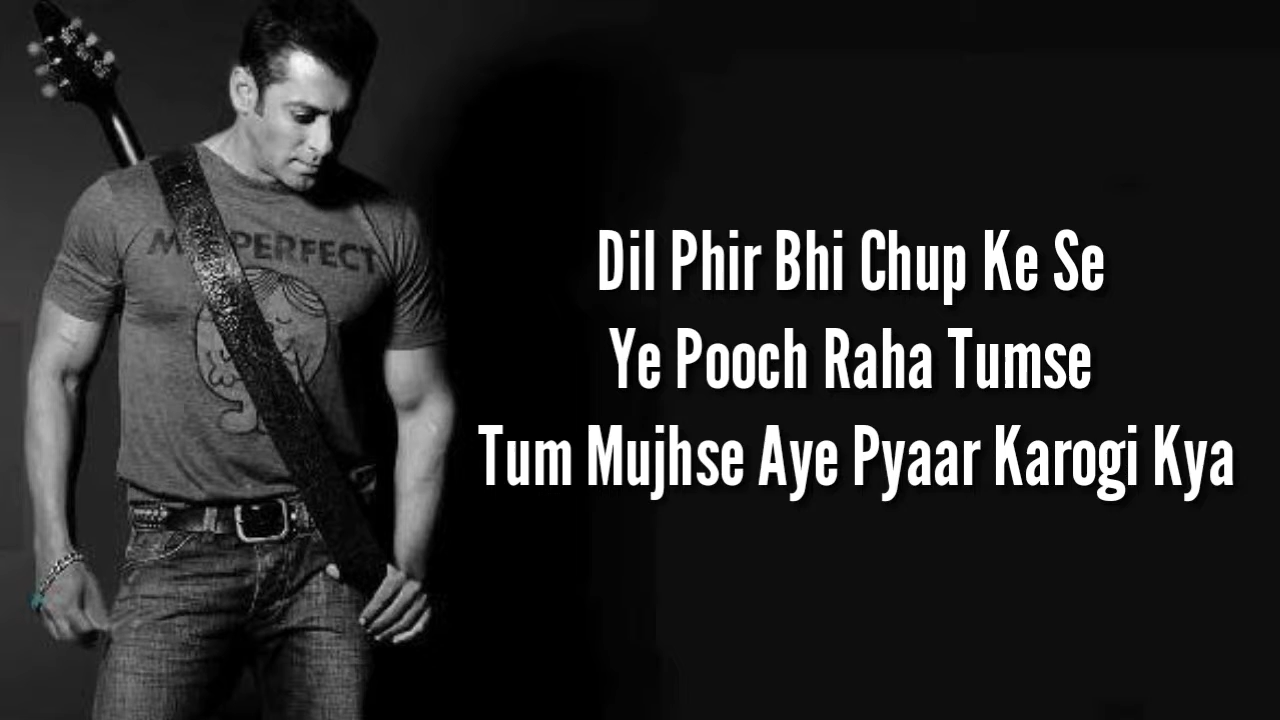 PERFECT
Dil Phir Bhi Chup Ke Se
Ye Pooch Raha Tumse
Tum Mujhse Aye Pyaar Karogi Kya